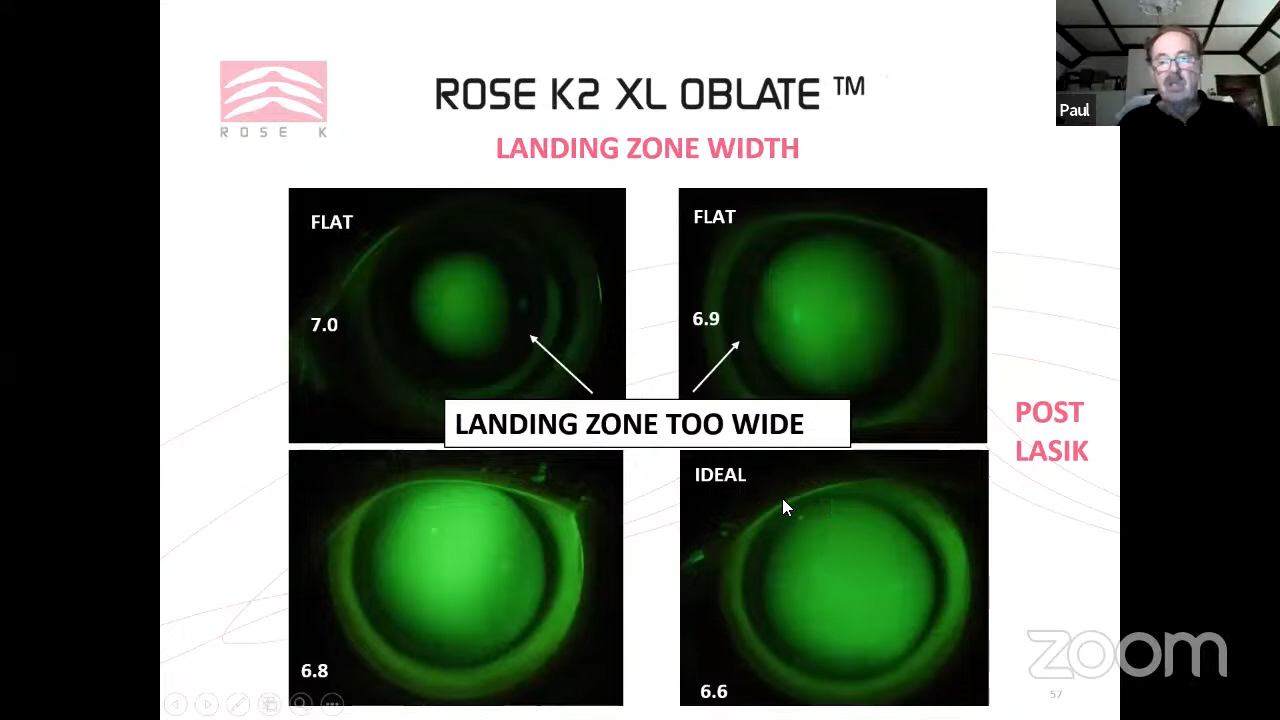 ROSE K2 XL OBLATE ™
ROSE K
LANDING ZONE WIDTH
Paul
FLAT
7.0
FLAT
6.9
LANDING ZONE TOO WIDE
POST
LASIK
6.8
IDEAL
6.6
zoom
57